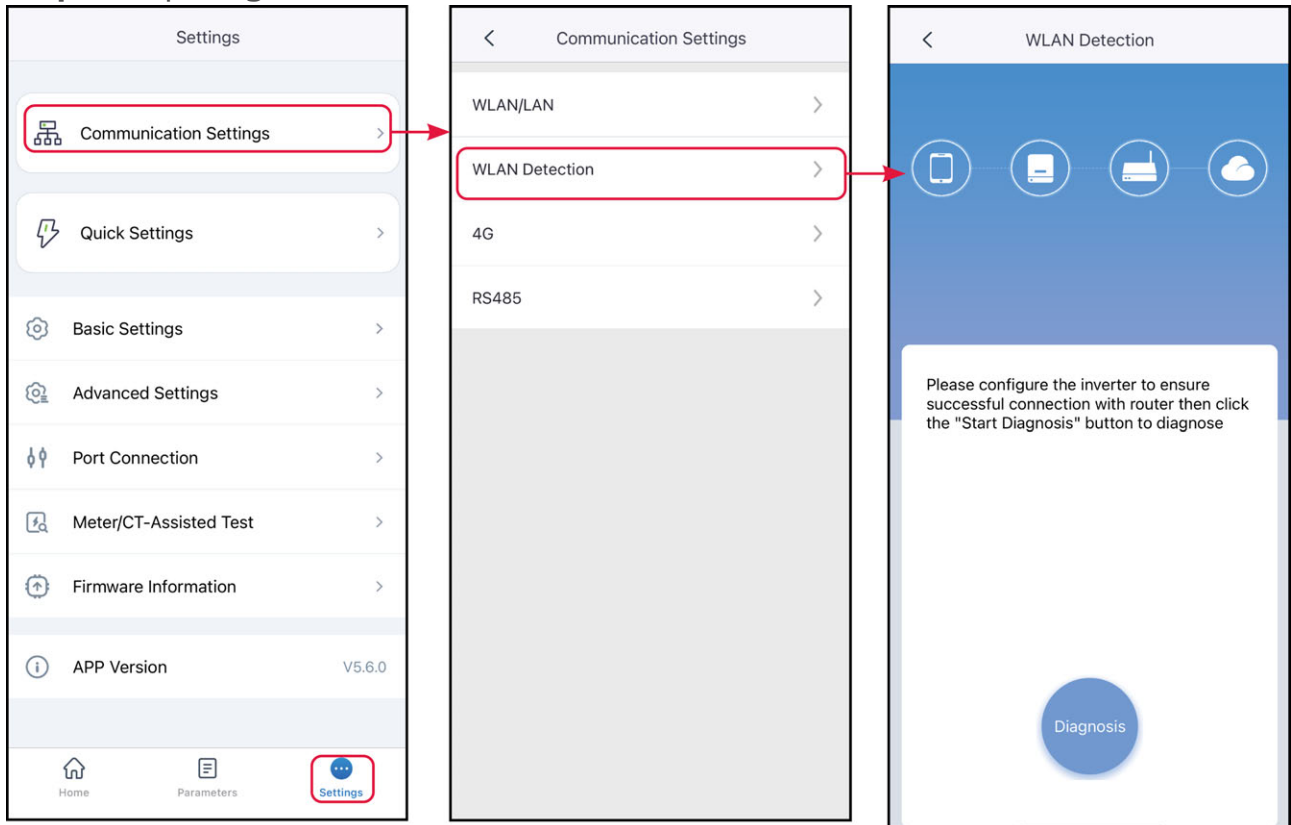 Settings
Communication Settings
Quick Settings
Basic Settings
Advanced Settings
Port Connection
Meter/CT-Assisted Test
Firmware Information
APP Version V5.6.0
Home Parameters Settings
Communication Settings
WLAN/LAN
WLAN Detection
4G
RS485
WLAN Detection
Please configure the inverter to ensure
successful connection with router then click
the "Start Diagnosis" button to diagnose
Diagnosis